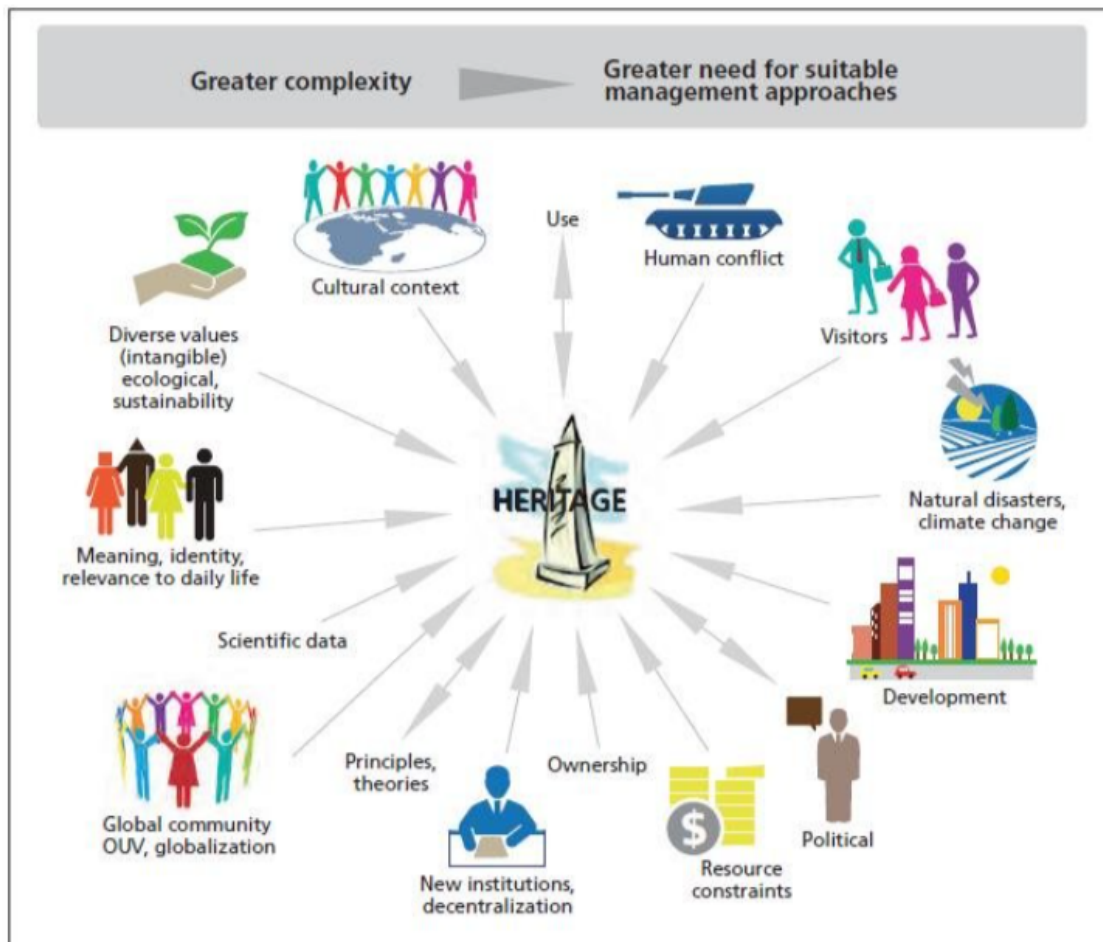 Greater complexity
Greater need for suitable
management approaches
Cultural context
Use
Human conflict
Visitors
Diverse values
(intangible)
ecological,
sustainability
HERITAGE
Natural disasters,
climate change
Meaning, identity,
relevance to daily life
Scientific data
Development
Global community
OUV, globalization
Principles,
theories
New institutions,
decentralization
Ownership
$
Resource
constraints
Political